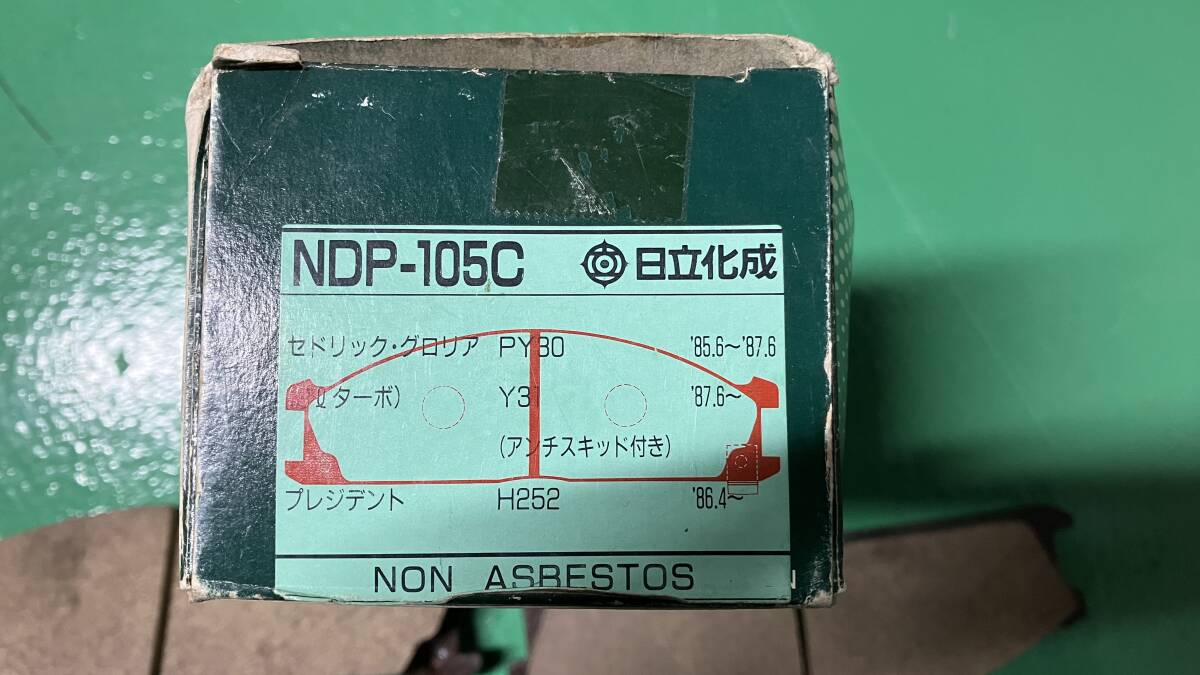 NDP-105C 日立化成
セドリック・グロリア PY30 '85.6〜'87.6
ℓターボ) Y31 '87.6〜
(アンチスキッド付き)
プレジデント H252 '86.4〜
NON ASBESTOS
N